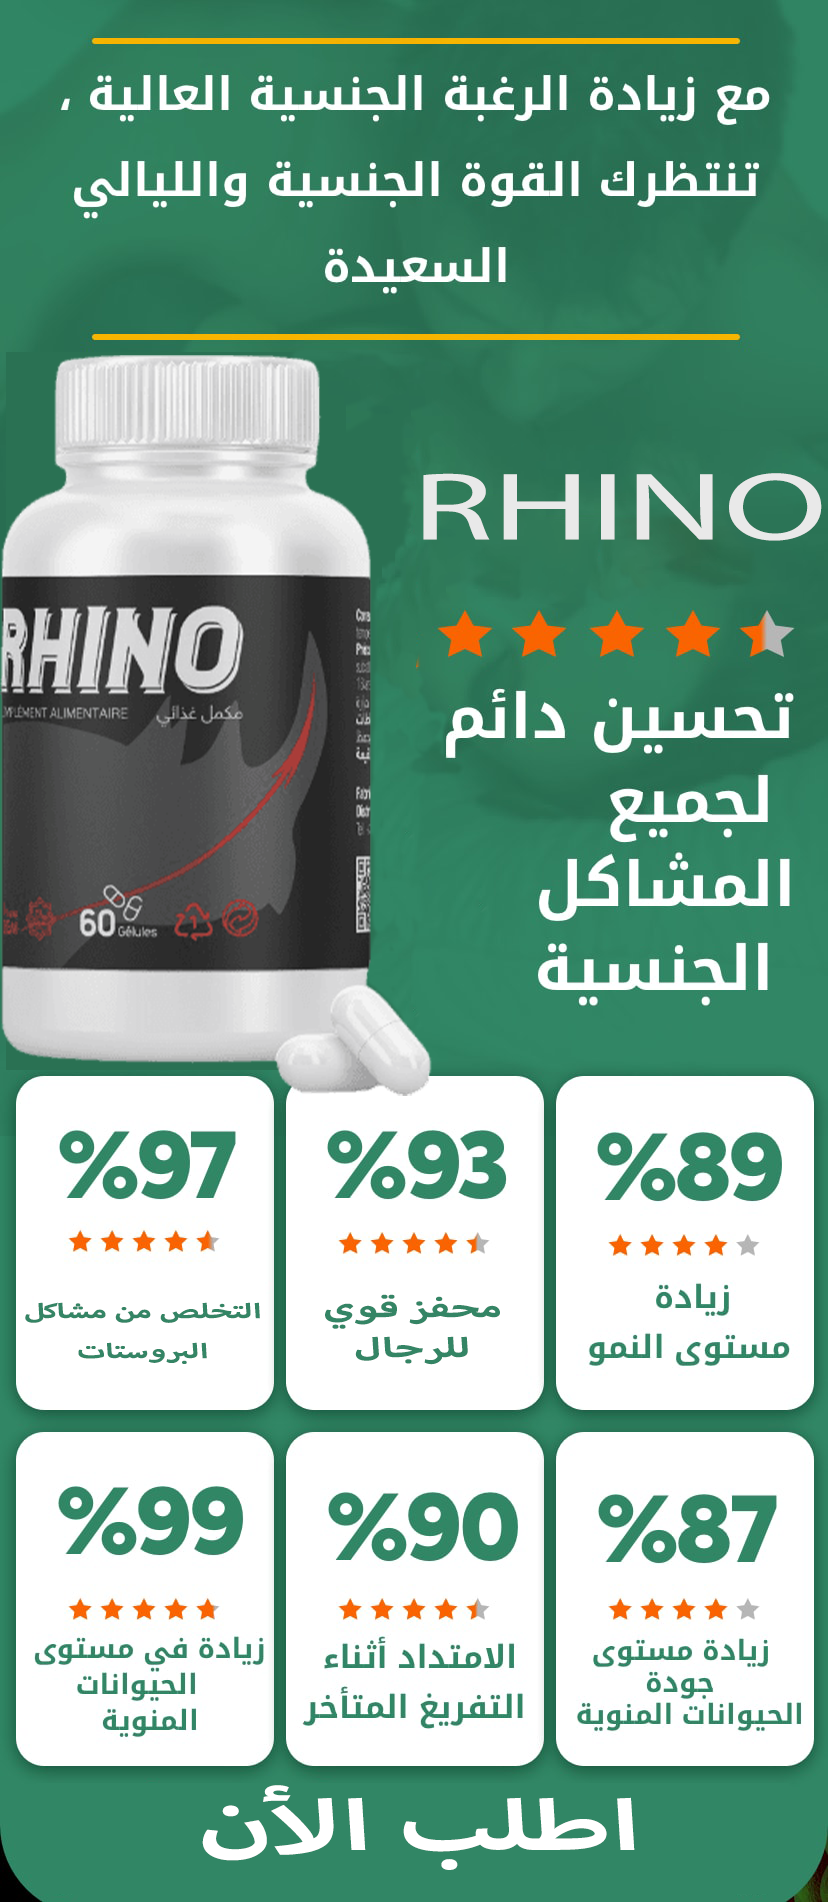 مع زيادة الرغبة الجنسية العالية ،
تنتظرك القوة الجنسية والليالي
السعيدة
RHINO
تحسين دائم
لجميع
المشاكل
الجنسية
RHINO
ALIMENTAIRE مكمل غذائي
60 Gélules
%89
زيادة
مستوى النمو
%93
محفز قوي
للرجال
%97
التخلص من مشاكل
البروستات
%87
زيادة مستوى
جودة
الحيوانات المنوية
%90
الامتداد أثناء
التفريغ المتأخر
%99
زيادة في مستوى
الحيوانات
المنوية
اطلب الأن